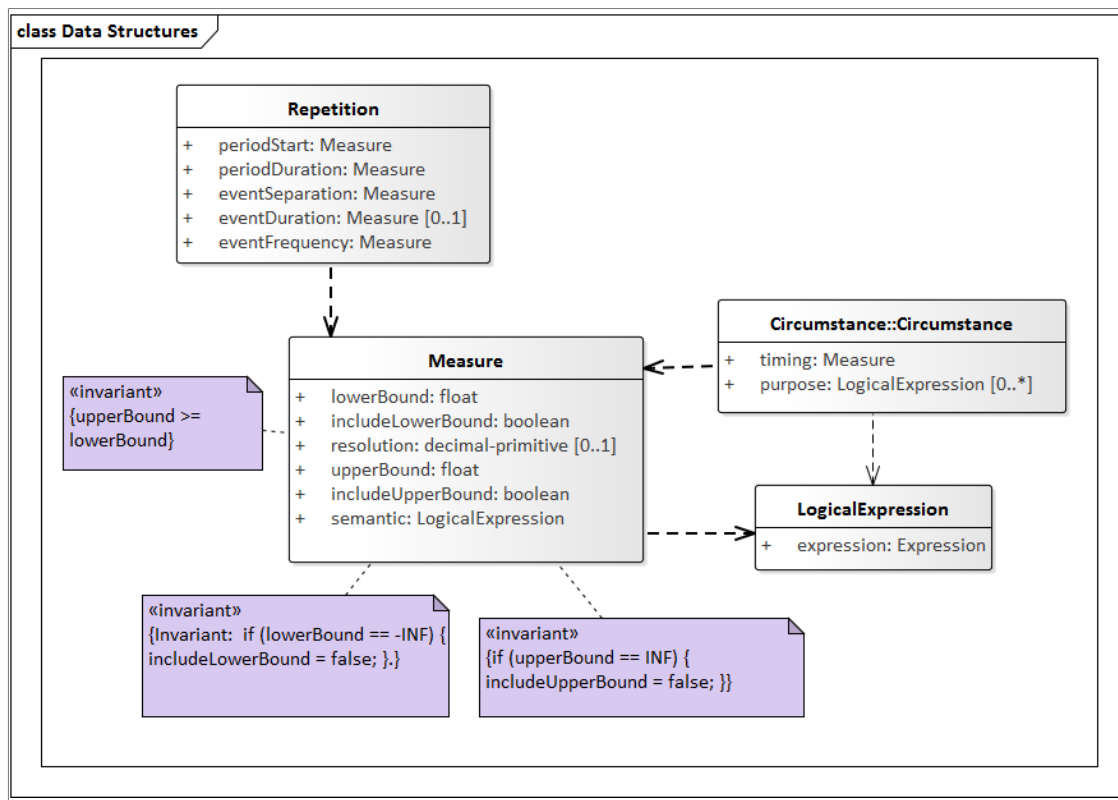 class Data Structures
Repetition
+ periodStart: Measure
+ periodDuration: Measure
+ eventSeparation: Measure
+ eventDuration: Measure [0..1]
+ eventFrequency: Measure
Circumstance::Circumstance
+ timing: Measure
+ purpose: LogicalExpression [0..*]
Measure
+ lowerBound: float
+ includeLowerBound: boolean
+ resolution: decimal-primitive [0..1]
+ upperBound: float
+ includeUpperBound: boolean
+ semantic: LogicalExpression
«invariant»
{upperBound >=
lowerBound}
LogicalExpression
+ expression: Expression
«invariant»
{Invariant:  if (lowerBound == -INF) {
includeLowerBound = false; }.}
«invariant»
{if (upperBound == INF) {
includeUpperBound = false; }}